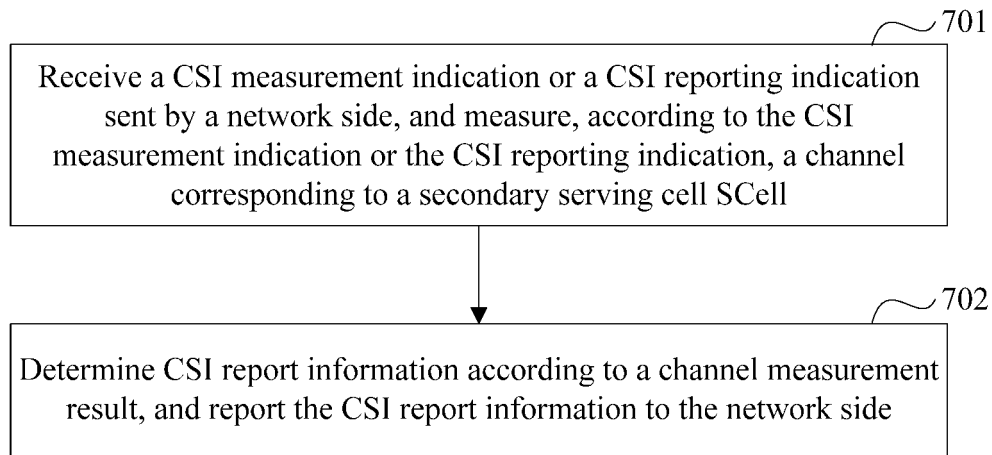 701
Receive a CSI measurement indication or a CSI reporting indication
sent by a network side, and measure, according to the CSI
measurement indication or the CSI reporting indication, a channel
corresponding to a secondary serving cell SCell
702
Determine CSI report information according to a channel measurement
result, and report the CSI report information to the network side